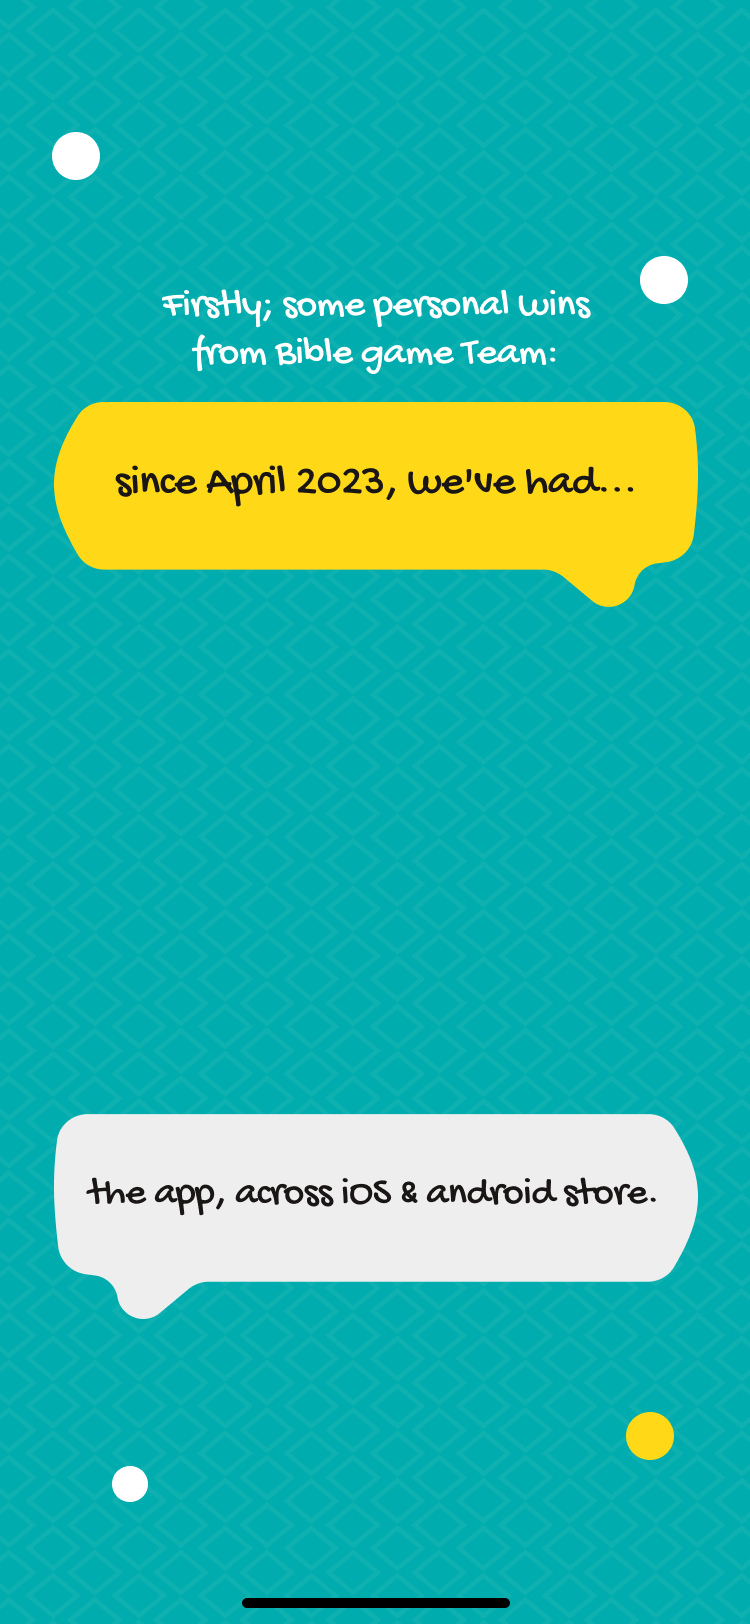 Firstly; some personal wins
from Bible game Team:
since April 2023, we've had...
the app, across iOS & android store.